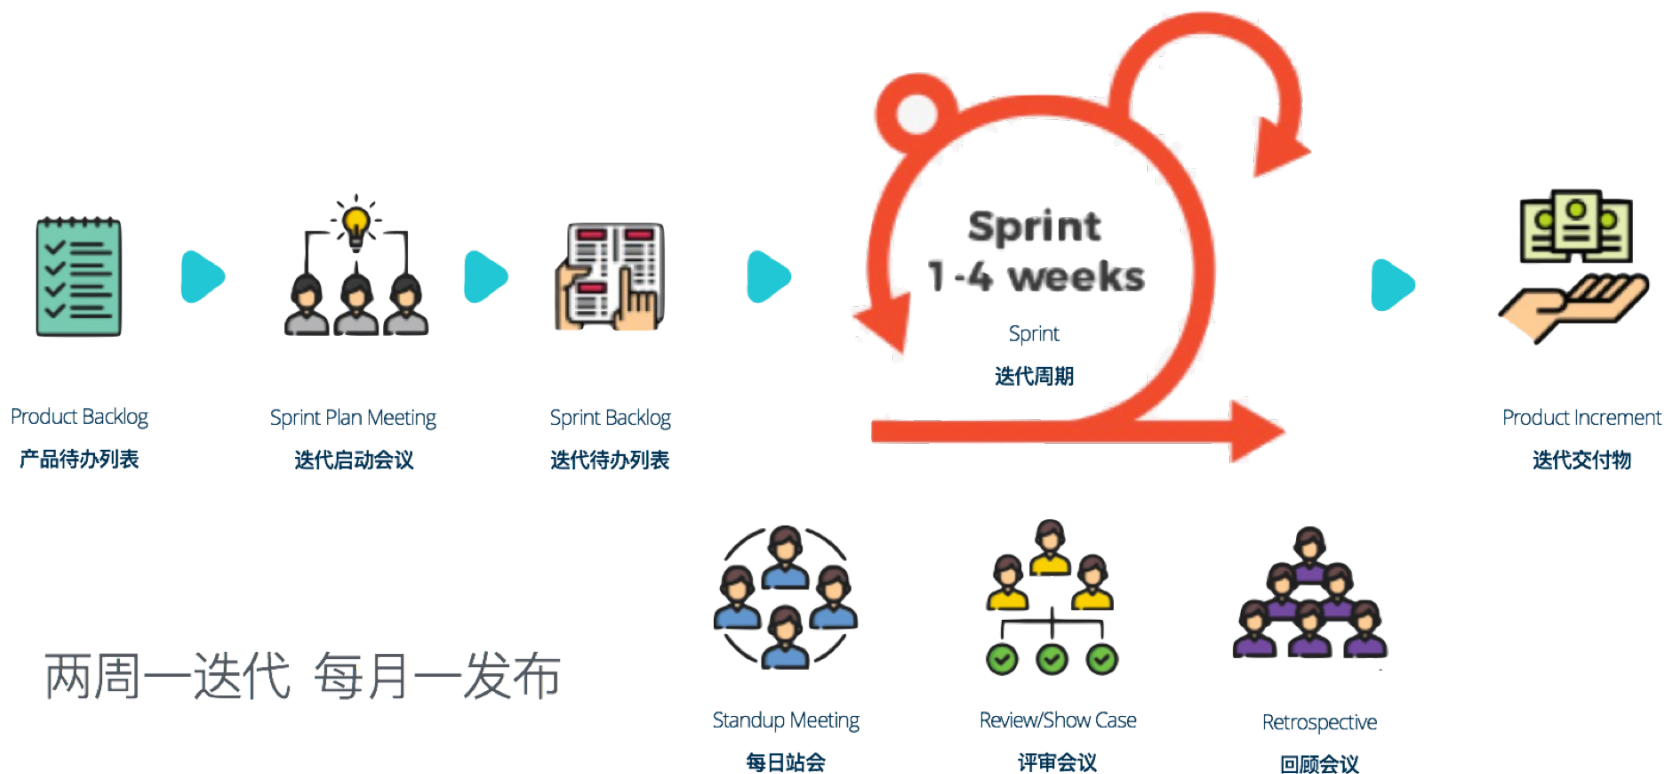 Sprint
1-4 weeks
Sprint
迭代周期
Product Backlog
产品待办列表
Sprint Plan Meeting
迭代启动会议
Sprint Backlog
迭代待办列表
Product Increment
迭代交付物
两周一迭代 每月一发布
Standup Meeting
每日站会
Review/Show Case
评审会议
Retrospective
回顾会议